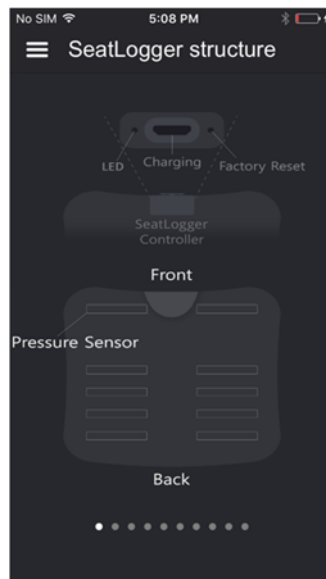 No SIM 5:08 PM
SeatLogger structure
LED Charging Factory Reset
SeatLogger
Controller
Front
Pressure Sensor
Back